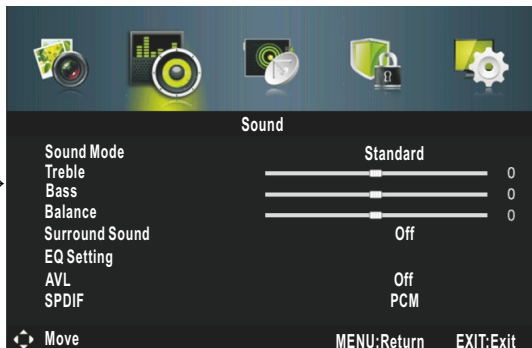 Sound
Sound Mode Standard
Treble 0
Bass 0
Balance 0
Surround Sound Off
EQ Setting
AVL Off
SPDIF PCM
Move MENU:Return EXIT:Exit